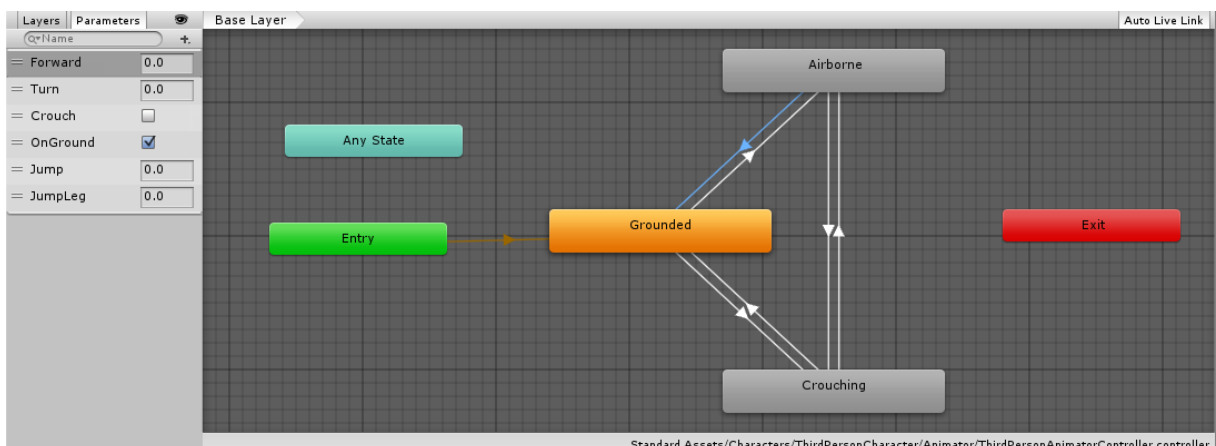 Layers Parameters Base Layer Auto Live Link
Name
Forward 0.0
Turn 0.0
Crouch
OnGround
Jump 0.0
JumpLeg 0.0
Airborne
Any State
Grounded
Entry
Exit
Crouching
Standard Assets/Characters/ThirdPersonCharacter/Animator/ThirdPersonAnimatorController.controller